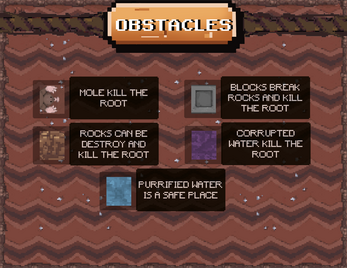 OBSTACLES
MOLE KILL THE
ROOT
BLOCKS BREAK
ROCKS AND KILL
THE ROOT
ROCKS CAN BE
DESTROY AND
KILL THE ROOT
CORRUPTED
WATER KILL THE
ROOT
PURRIFIED WATER
IS A SAFE PLACE